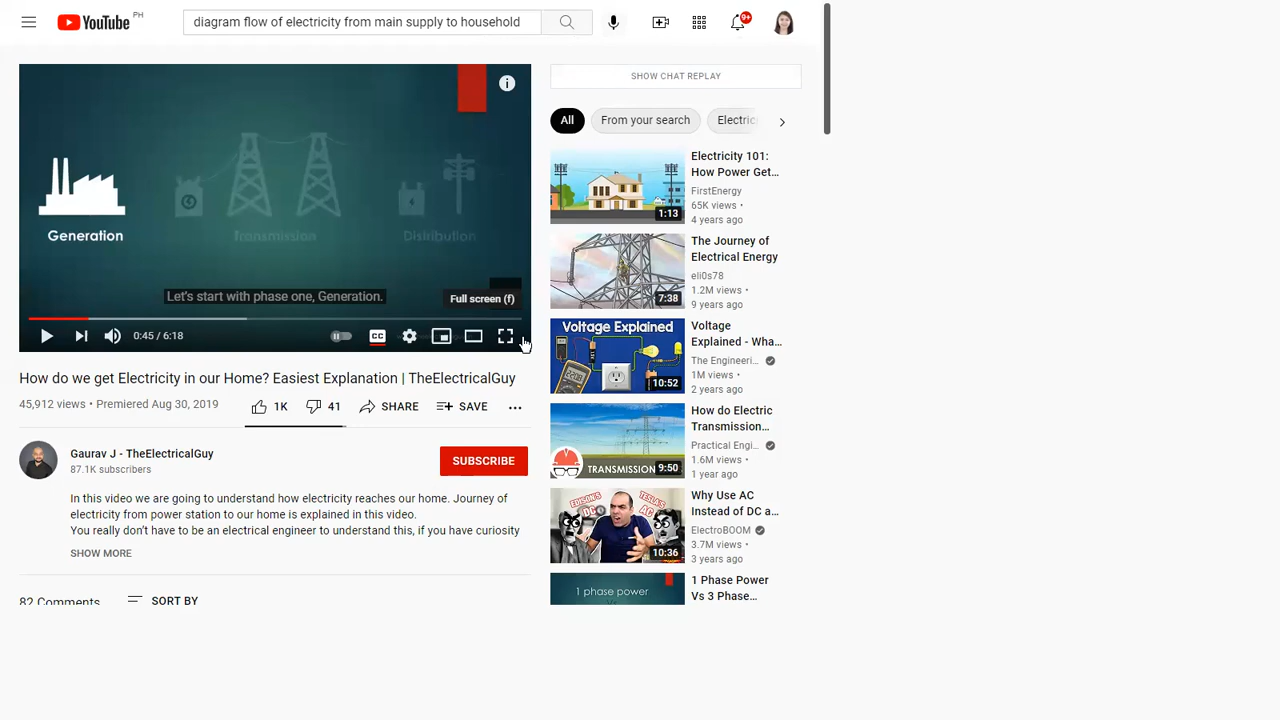 YouTube PH
diagram flow of electricity from main supply to household
9+
Generation
Transmission
Distribution
Let's start with phase one, Generation.
Full screen (f)
0:45 / 6:18
CC
How do we get Electricity in our Home? Easiest Explanation | TheElectricalGuy
45,912 views • Premiered Aug 30, 2019
1K
41
SHARE
SAVE
Gaurav J - TheElectricalGuy
87.1K subscribers
SUBSCRIBE
In this video we are going to understand how electricity reaches our home. Journey of
electricity from power station to our home is explained in this video.
You really don't have to be an electrical engineer to understand this, if you have curiosity
SHOW MORE
82 Comments
SORT BY
SHOW CHAT REPLAY
All
From your search
Electric
Electricity 101:
How Power Get...
FirstEnergy
65K views •
4 years ago
1:13
The Journey of
Electrical Energy
eli0s78
1.2M views •
9 years ago
7:38
Voltage Explained
Voltage
Explained - Wha...
The Engineeri...
1M views •
2 years ago
10:52
How do Electric
Transmission...
Practical Engi...
1.6M views •
1 year ago
TRANSMISSION
9:50
Why Use AC
Instead of DC a...
ElectroBOOM
3.7M views •
3 years ago
EDISON'S
DC
TESLA'S
AC
10:36
1 Phase Power
Vs 3 Phase...
1 phase power